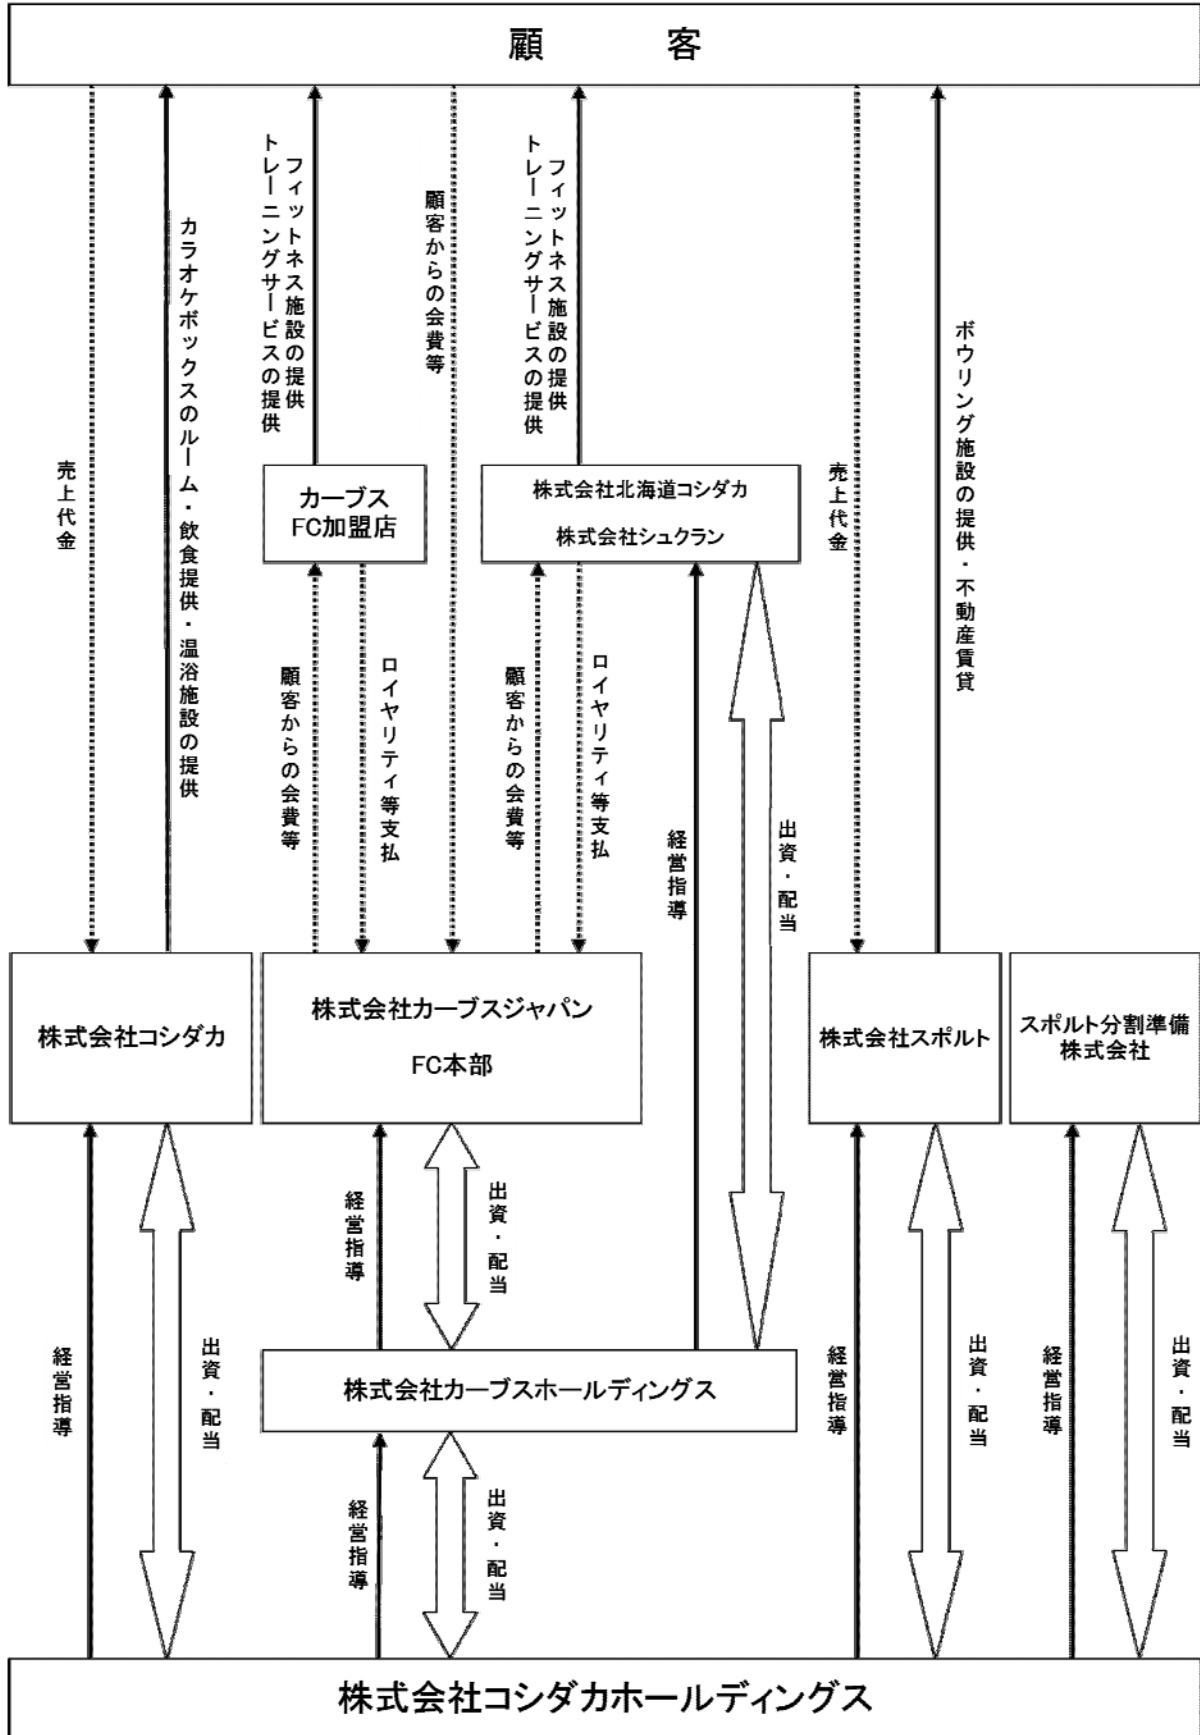 顧 客
売上代金
カラオケボックスのルーム・飲食提供・温浴施設の提供
フィットネス施設の提供
トレーニングサービスの提供
顧客からの会費等
フィットネス施設の提供
トレーニングサービスの提供
売上代金
ボウリング施設の提供・不動産賃貸
カーブス
FC加盟店
株式会社北海道コシダカ
株式会社シュクラン
顧客からの会費等
ロイヤリティ等支払
顧客からの会費等
ロイヤリティ等支払
経営指導
出資・配当
株式会社コシダカ
株式会社カーブスジャパン
FC本部
株式会社スポルト
スポルト分割準備
株式会社
経営指導
出資・配当
経営指導
出資・配当
経営指導
出資・配当
経営指導
出資・配当
株式会社カーブスホールディングス
経営指導
出資・配当
株式会社コシダカホールディングス